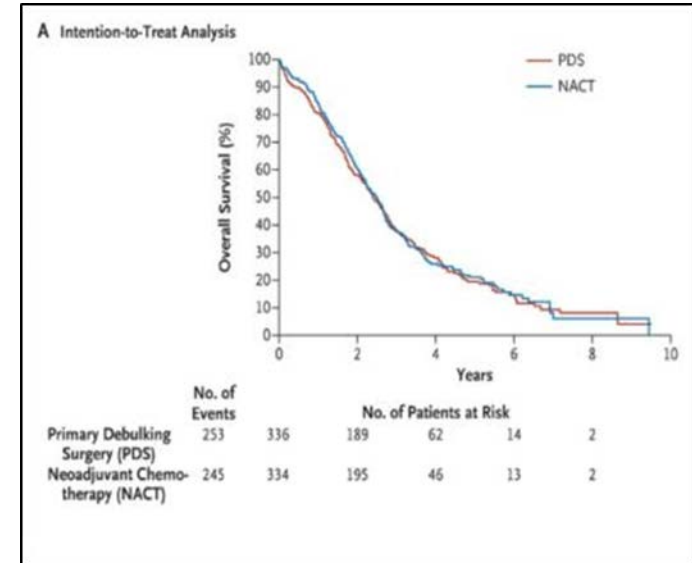 A Intention-to-Treat Analysis
100
90
80
70
60
50
40
30
20
10
0
Overall Survival (%)
PDS
NACT
0 2 4 6 8 10
Years
No. of
Events No. of Patients at Risk
Primary Debulking 253 336 189 62 14 2
Surgery (PDS)
Neoadjuvant Chemo- 245 334 195 46 13 2
therapy (NACT)